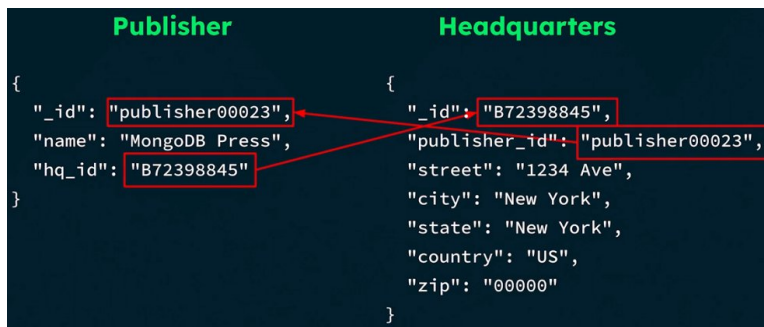 Publisher
{
"_id": "publisher00023",
"name": "MongoDB Press",
"hq_id": "B72398845"
}
Headquarters
{
"_id": "B72398845",
"publisher_id": "publisher00023",
"street": "1234 Ave",
"city": "New York",
"state": "New York",
"country": "US",
"zip": "00000"
}